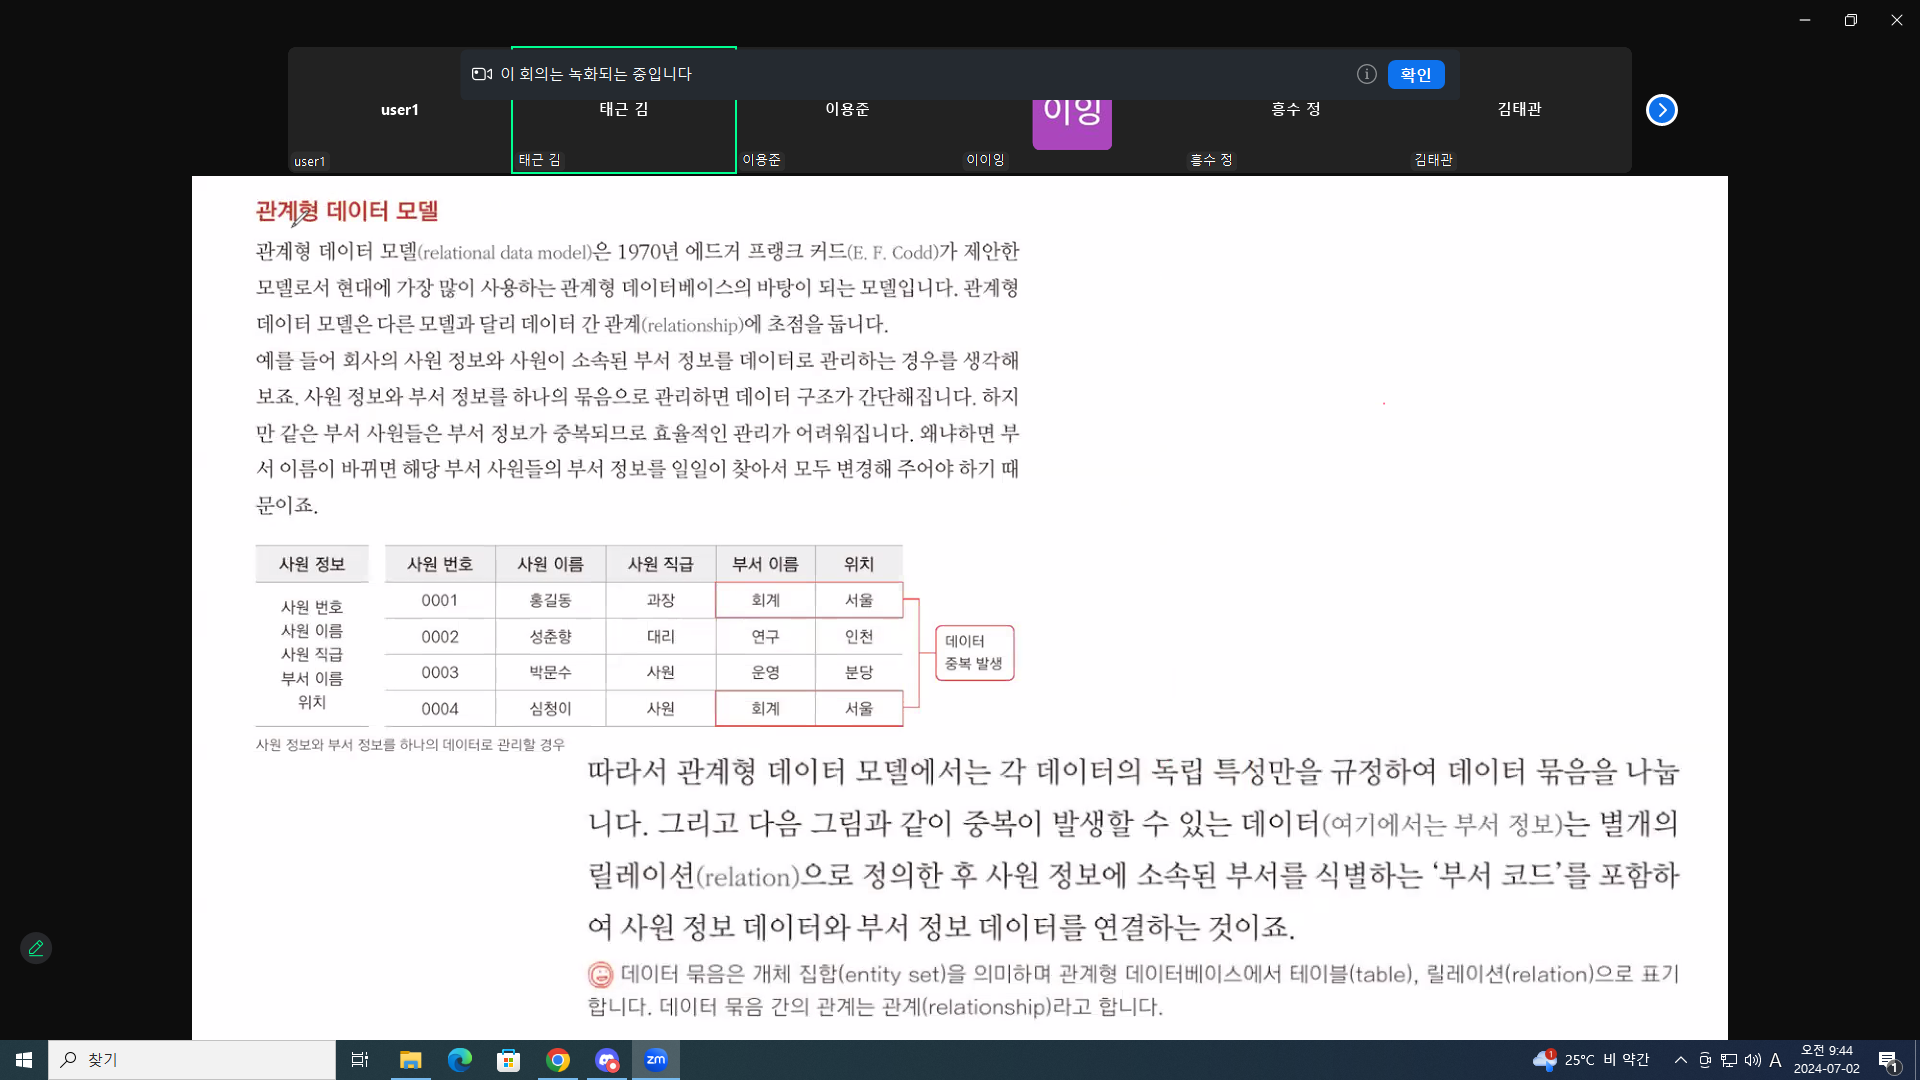 이 회의는 녹화되는 중입니다
확인
user1
태근 김
이용준
이잉
흥수 정
김태관
user1
태근 김
이용준
이이잉
흥수 정
김태관
관계형 데이터 모델
관계형 데이터 모델(relational data model)은 1970년 에드거 프랭크 커드(E. F. Codd)가 제안한
모델로서 현대에 가장 많이 사용하는 관계형 데이터베이스의 바탕이 되는 모델입니다. 관계형
데이터 모델은 다른 모델과 달리 데이터 간 관계(relationship)에 초점을 둡니다.
예를 들어 회사의 사원 정보와 사원이 소속된 부서 정보를 데이터로 관리하는 경우를 생각해
보죠. 사원 정보와 부서 정보를 하나의 묶음으로 관리하면 데이터 구조가 간단해집니다. 하지
만 같은 부서 사원들은 부서 정보가 중복되므로 효율적인 관리가 어려워집니다. 왜냐하면 부
서 이름이 바뀌면 해당 부서 사원들의 부서 정보를 일일이 찾아서 모두 변경해 주어야 하기 때
문이죠.
사원 정보
사원 번호
사원 이름
사원 직급
부서 이름
위치
사원 번호 사원 이름 사원 직급 부서 이름 위치
0001 홍길동 과장 회계 서울
0002 성춘향 대리 연구 인천
0003 박문수 사원 운영 분당
0004 심청이 사원 회계 서울
데이터
중복 발생
사원 정보와 부서 정보를 하나의 데이터로 관리할 경우
따라서 관계형 데이터 모델에서는 각 데이터의 독립 특성만을 규정하여 데이터 묶음을 나눕
니다. 그리고 다음 그림과 같이 중복이 발생할 수 있는 데이터(여기에서는 부서 정보)는 별개의
릴레이션(relation)으로 정의한 후 사원 정보에 소속된 부서를 식별하는 ‘부서 코드’를 포함하
여 사원 정보 데이터와 부서 정보 데이터를 연결하는 것이죠.
데이터 묶음은 개체 집합(entity set)을 의미하며 관계형 데이터베이스에서 테이블(table), 릴레이션(relation)으로 표기
합니다. 데이터 묶음 간의 관계는 관계(relationship)라고 합니다.
찾기
zm
1
25°C 비 약간
A
오전 9:44
2024-07-02
1